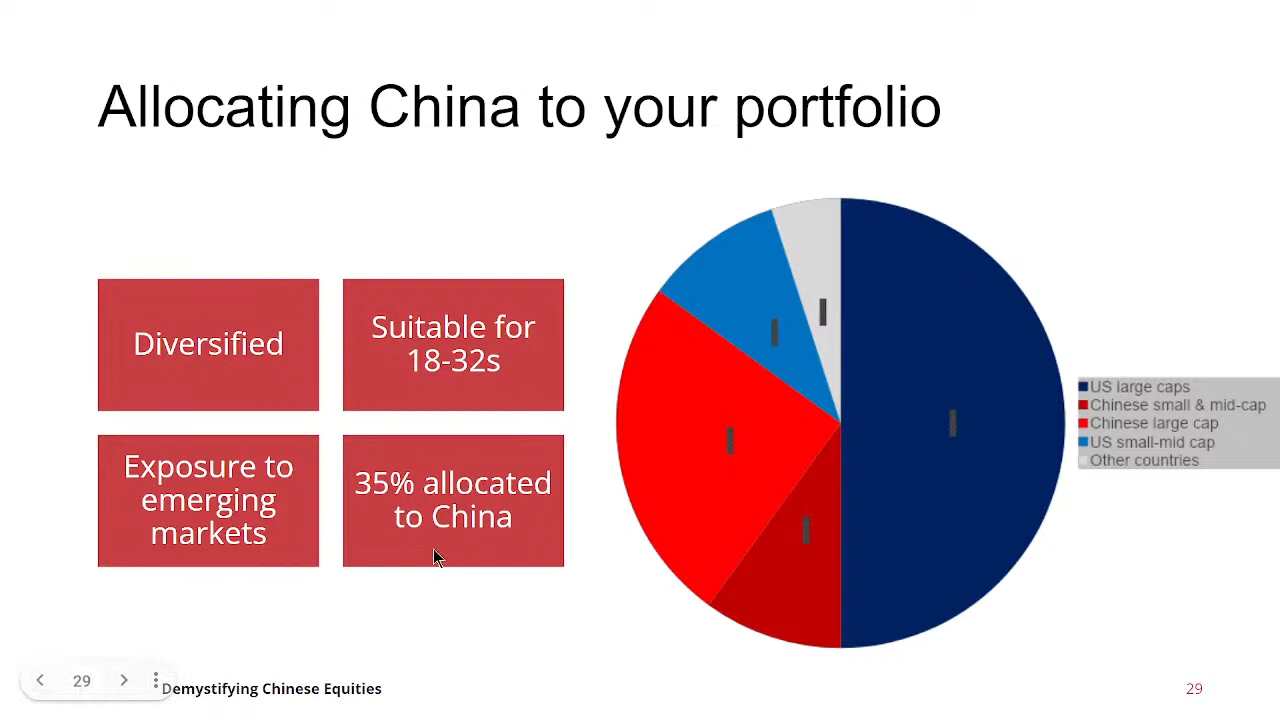 Allocating China to your portfolio
Diversified
Suitable for
18-32s
Exposure to
emerging
markets
35% allocated
to China
US large caps
Chinese small & mid-cap
Chinese large cap
US small-mid cap
Other countries
29
Demystifying Chinese Equities
29